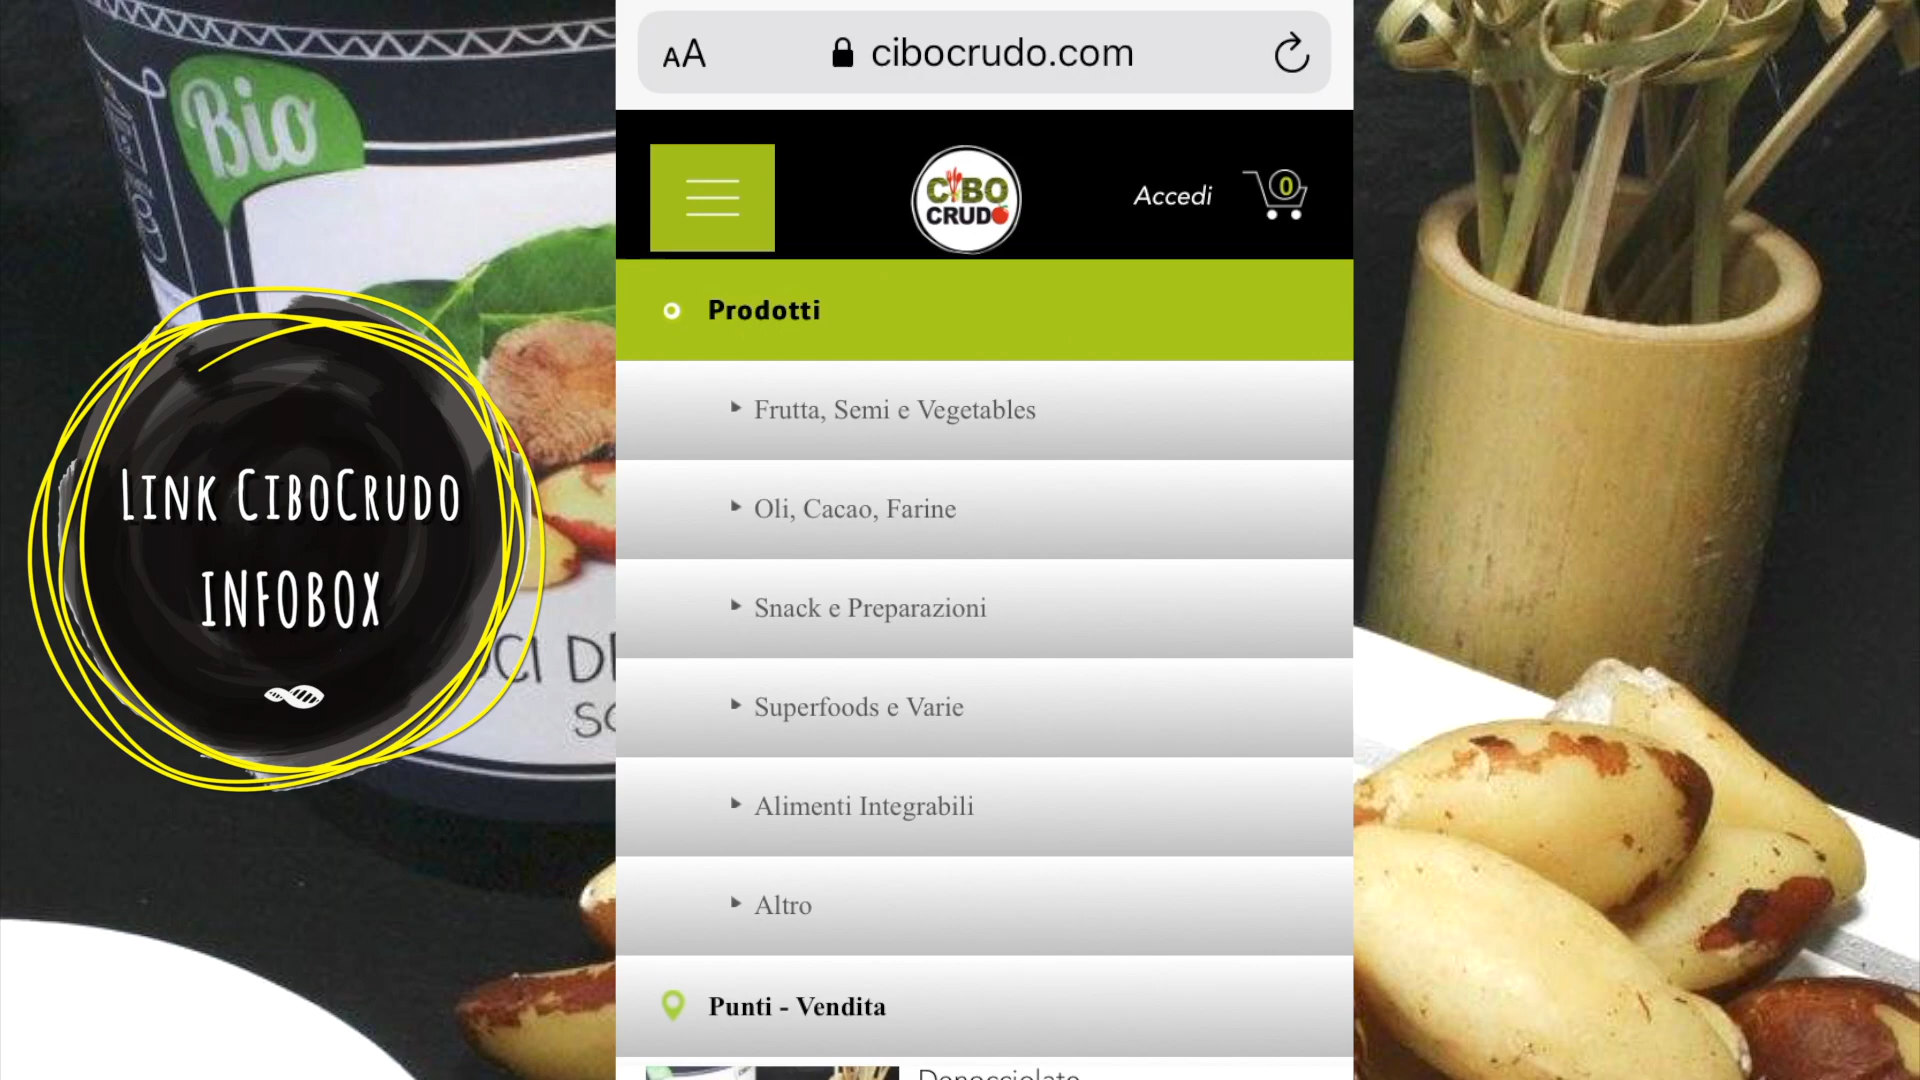 Bio
LINK CIBOCRUDO
INFOBOX
AA
cibocrudo.com
CIBO
CRUDO
Accedi
0
Prodotti
Frutta, Semi e Vegetables
Oli, Cacao, Farine
Snack e Preparazioni
Superfoods e Varie
Alimenti Integrabili
Altro
Punti - Vendita